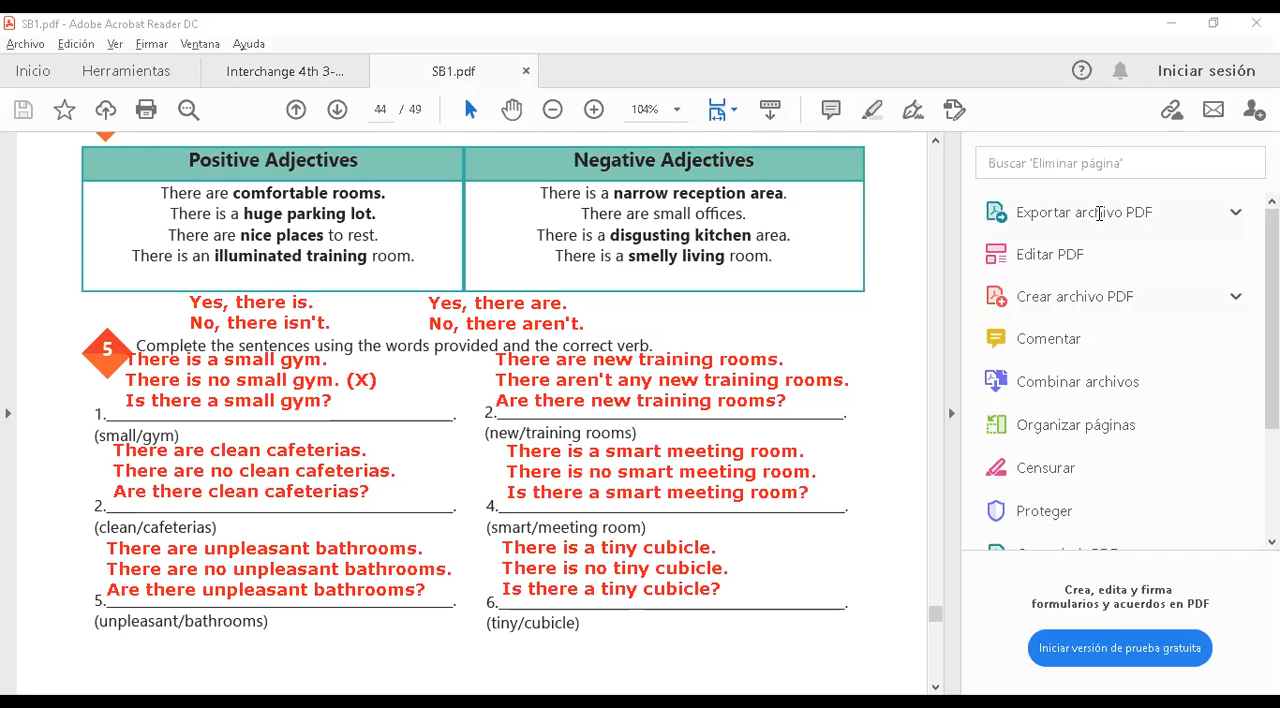 SB1.pdf - Adobe Acrobat Reader DC
Archivo Edición Ver Firmar Ventana Ayuda
Inicio Herramientas Interchange 4th 3-... SB1.pdf × Iniciar sesión
44 / 49 104%
Positive Adjectives
There are comfortable rooms.
There is a huge parking lot.
There are nice places to rest.
There is an illuminated training room.
Negative Adjectives
There is a narrow reception area.
There are small offices.
There is a disgusting kitchen area.
There is a smelly living room.
Yes, there is.
No, there isn't.
Yes, there are.
No, there aren't.
5 Complete the sentences using the words provided and the correct verb.
There is a small gym.
There is no small gym. (X)
Is there a small gym?
1.______________.
(small/gym)
There are new training rooms.
There aren't any new training rooms.
Are there new training rooms?
2.______________.
(new/training rooms)
There are clean cafeterias.
There are no clean cafeterias.
Are there clean cafeterias?
2.______________.
(clean/cafeterias)
There is a smart meeting room.
There is no smart meeting room.
Is there a smart meeting room?
4.______________.
(smart/meeting room)
There are unpleasant bathrooms.
There are no unpleasant bathrooms.
Are there unpleasant bathrooms?
5.______________.
(unpleasant/bathrooms)
There is a tiny cubicle.
There is no tiny cubicle.
Is there a tiny cubicle?
6.______________.
(tiny/cubicle)
Buscar 'Eliminar página'
Exportar archivo PDF
Editar PDF
Crear archivo PDF
Comentar
Combinar archivos
Organizar páginas
Censurar
Proteger
Crea, edita y firma
formularios y acuerdos en PDF
Iniciar versión de prueba gratuita